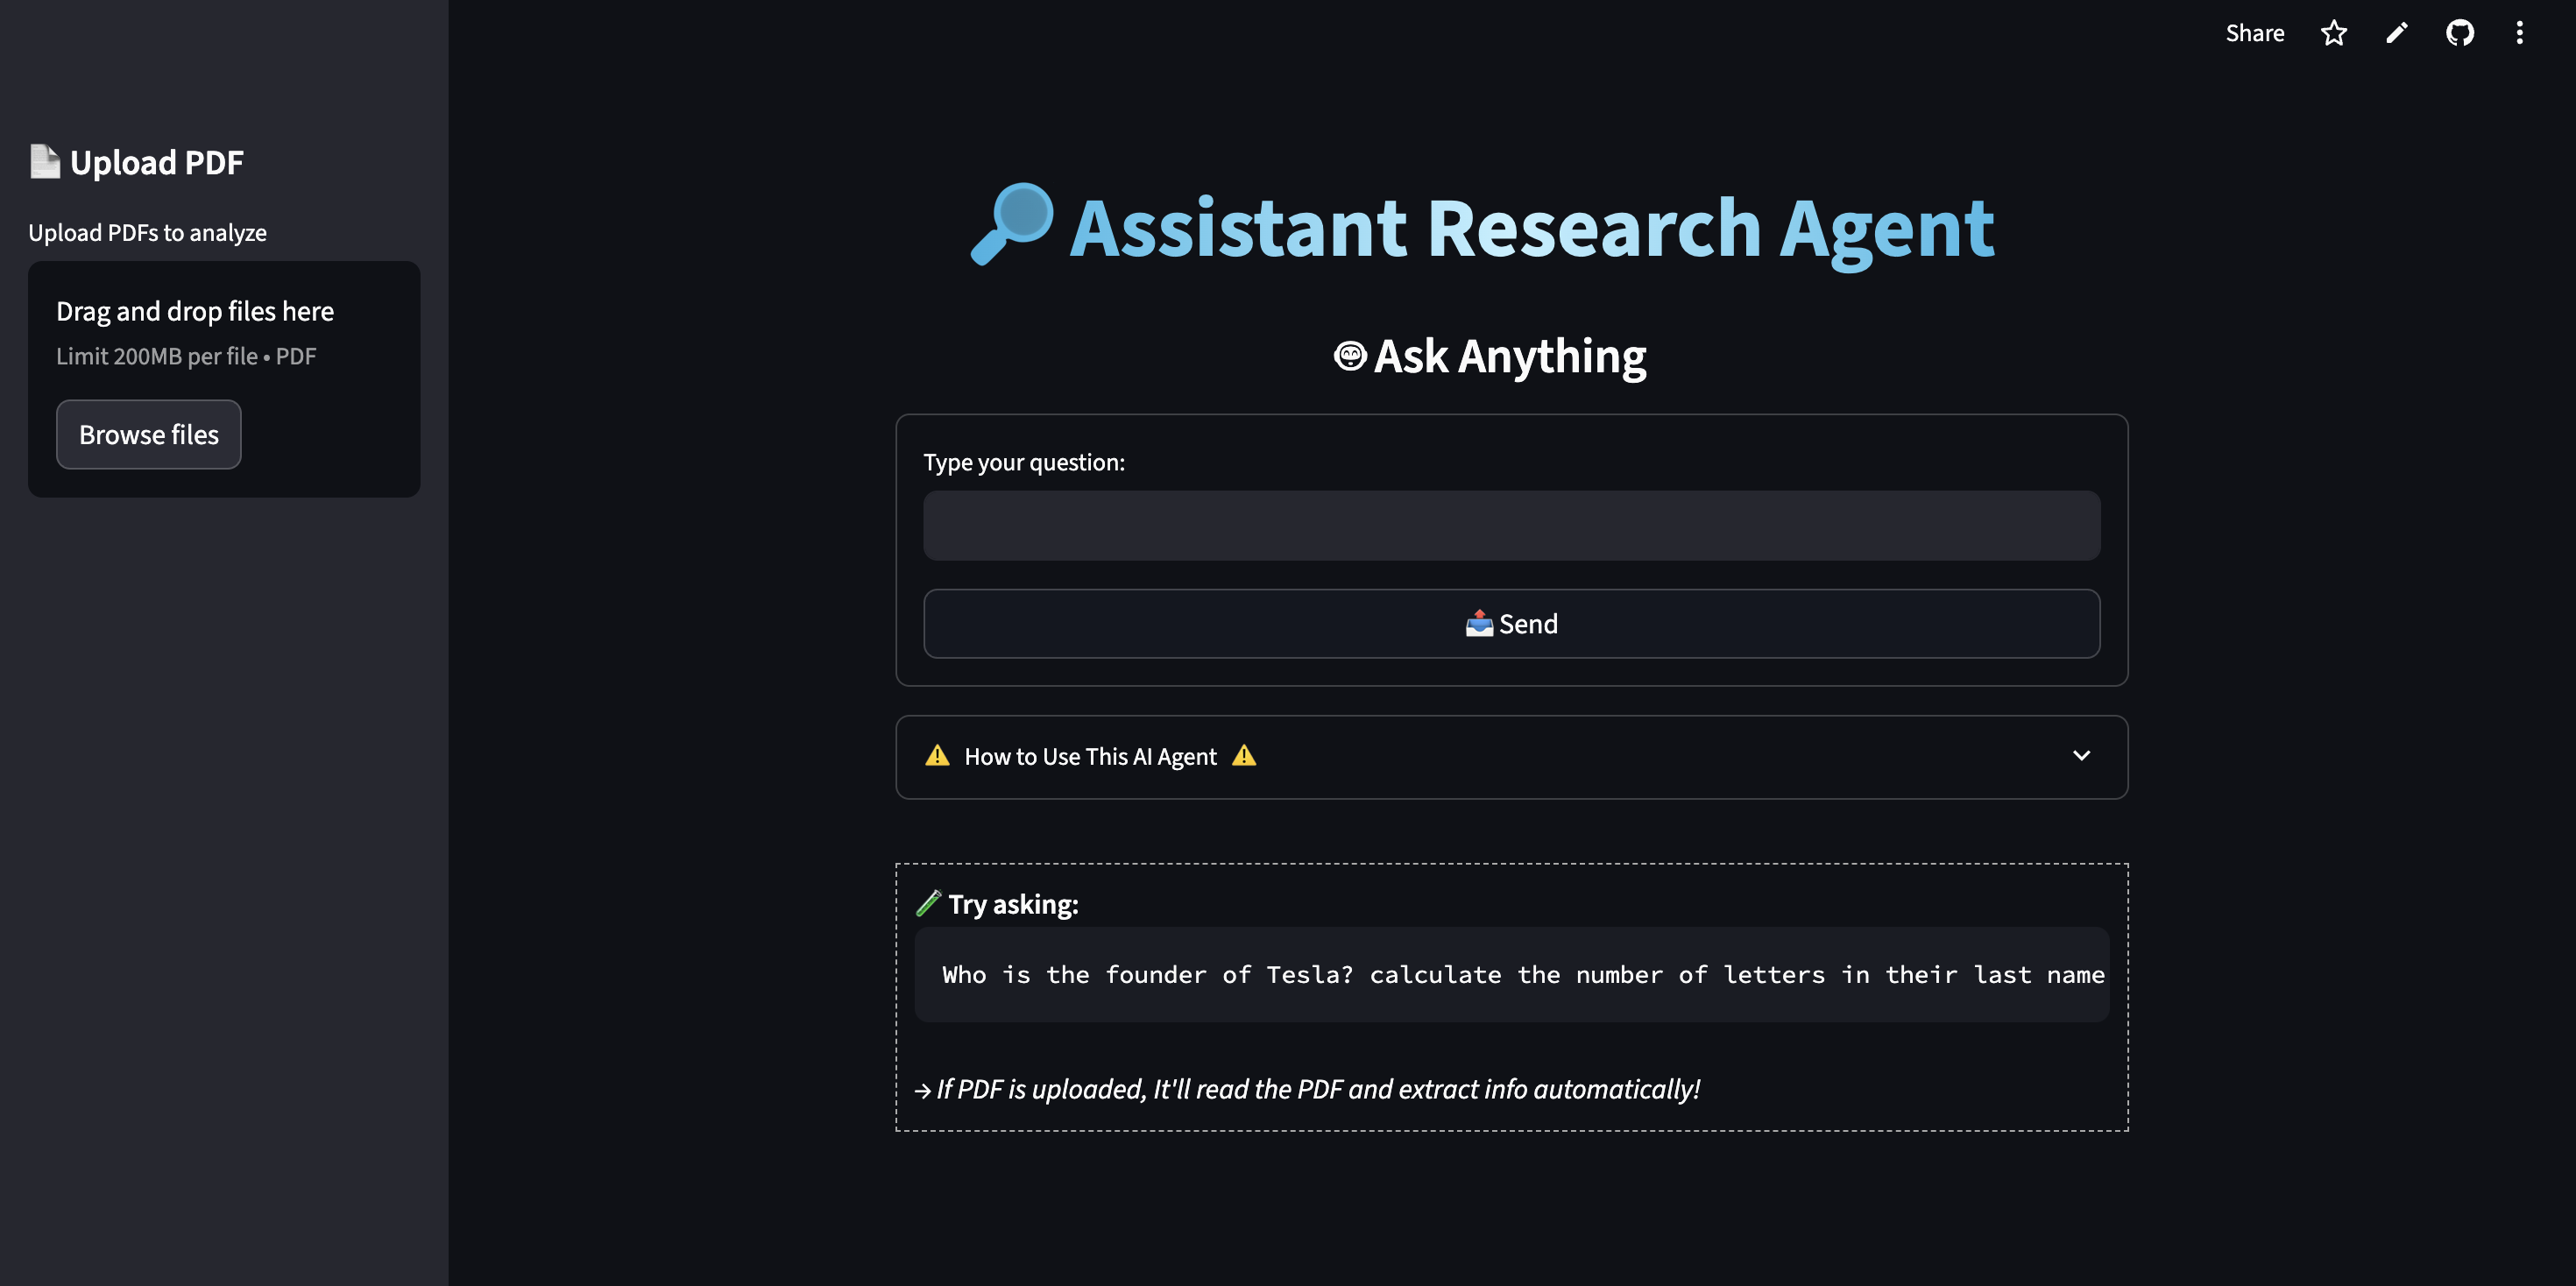 Share
📄 Upload PDF
Upload PDFs to analyze
Drag and drop files here
Limit 200MB per file • PDF
Browse files
🔎 Assistant Research Agent
Ask Anything
Type your question:
📤 Send
⚠️ How to Use This AI Agent ⚠️
🧪 Try asking:
Who is the founder of Tesla? calculate the number of letters in their last name
→ If PDF is uploaded, It'll read the PDF and extract info automatically!